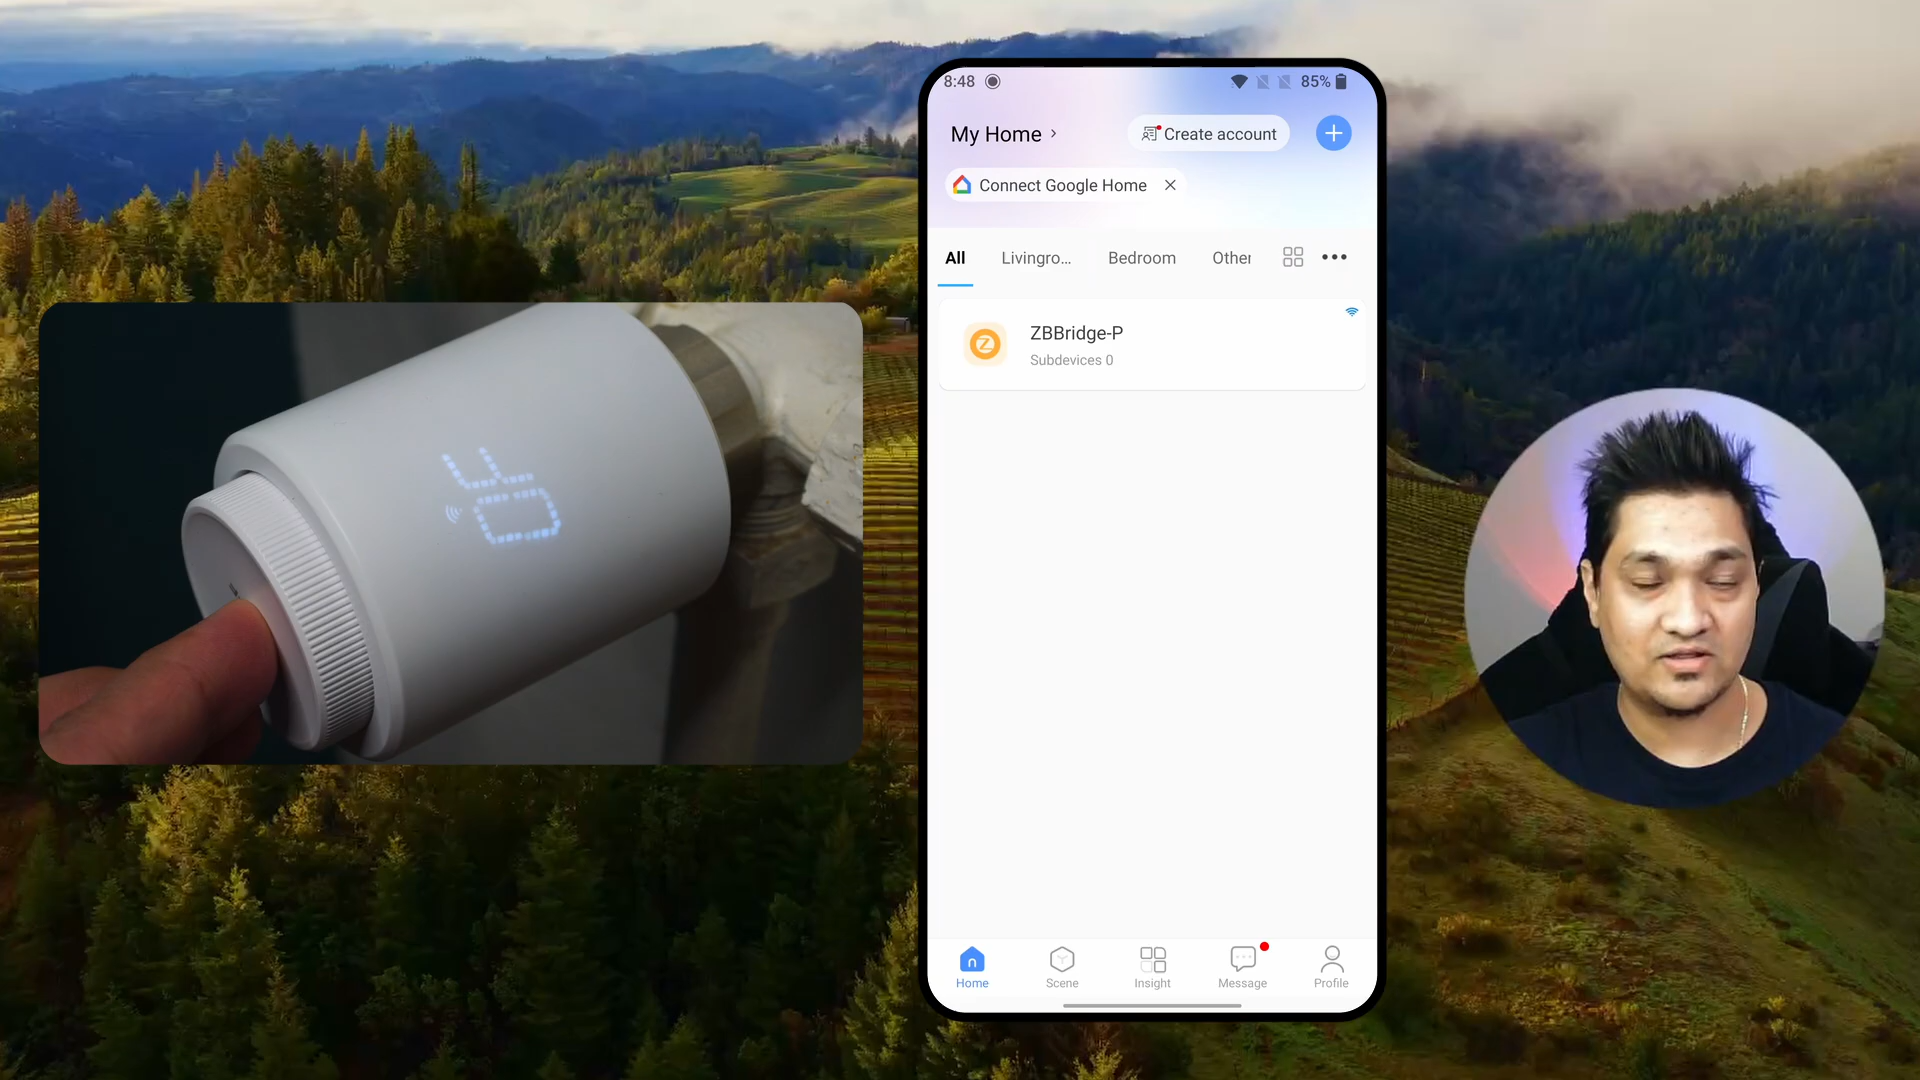 8:48
85%
My Home
Create account
Connect Google Home
All
Livingro...
Bedroom
Other
ZBBridge-P
Subdevices 0
Home
Scene
Insight
Message
Profile